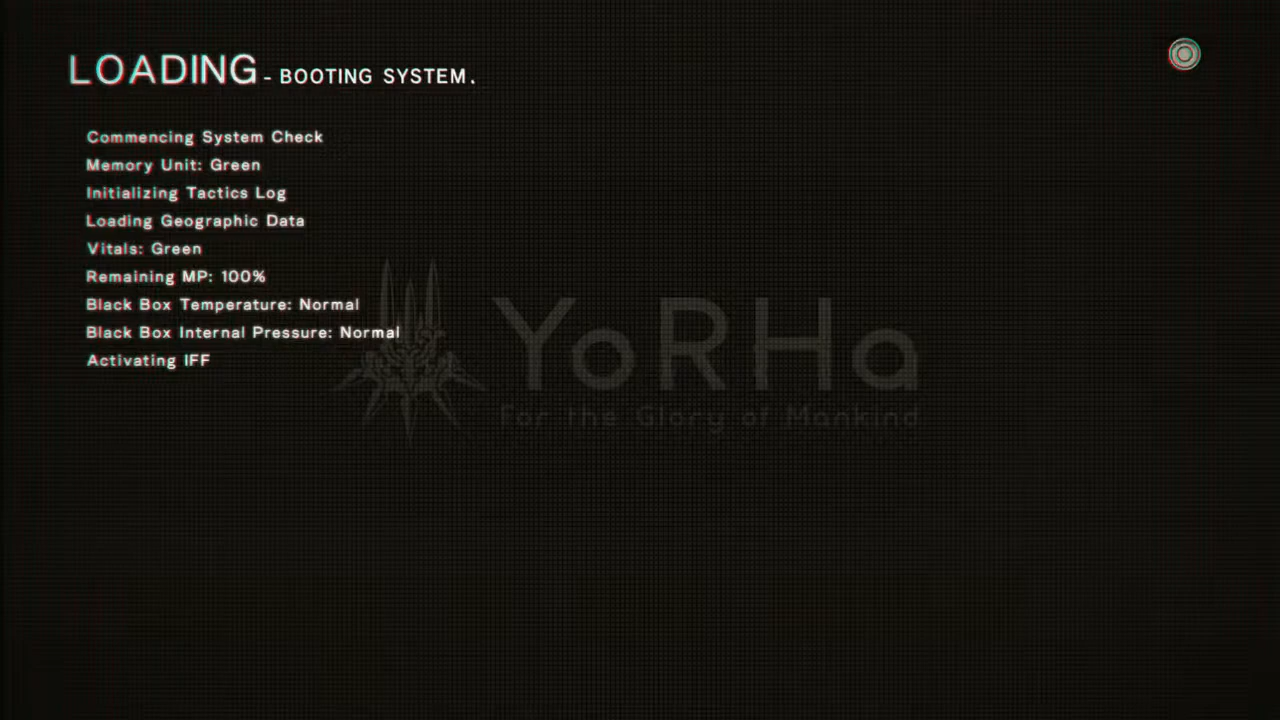 LOADING - BOOTING SYSTEM.
Commencing System Check
Memory Unit: Green
Initializing Tactics Log
Loading Geographic Data
Vitals: Green
Remaining MP: 100%
Black Box Temperature: Normal
Black Box Internal Pressure: Normal
Activating IFF
YoRHa
For the Glory of Mankind